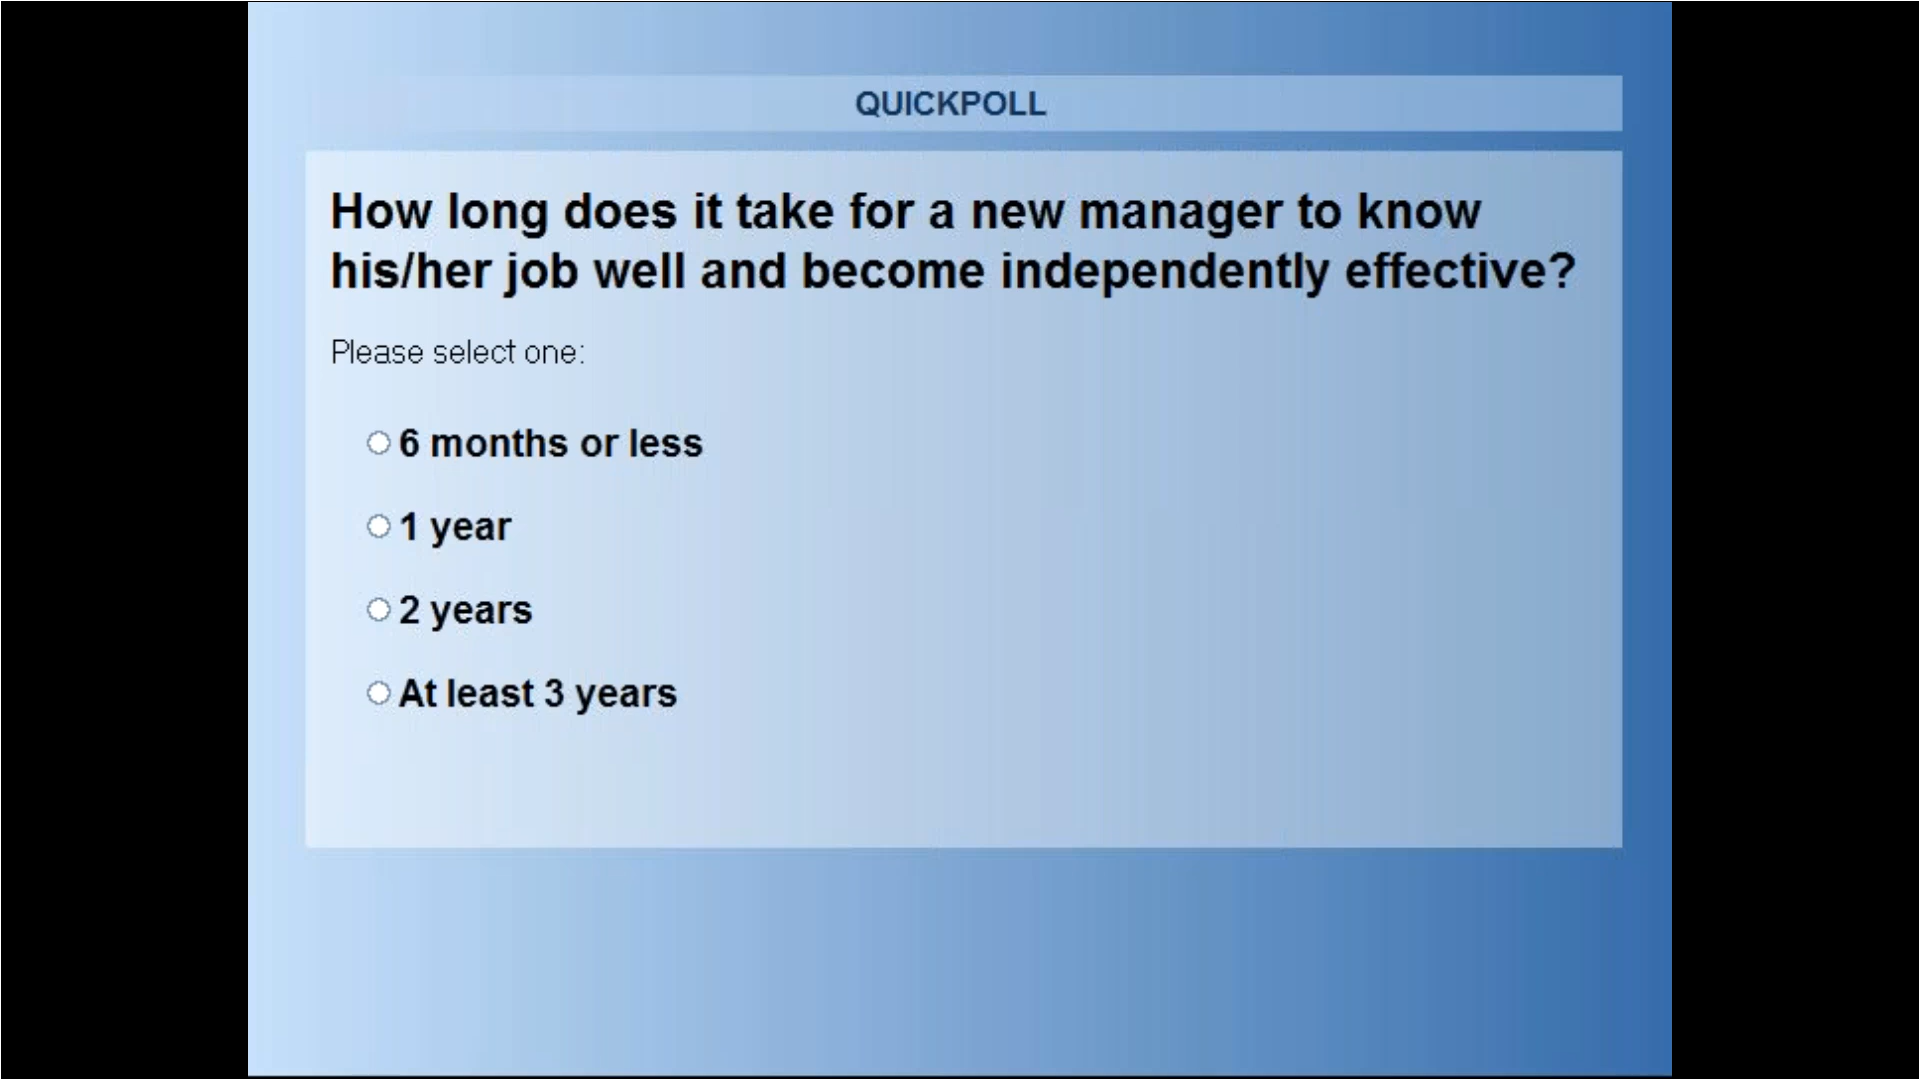 QUICKPOLL
How long does it take for a new manager to know
his/her job well and become independently effective?
Please select one:
6 months or less
1 year
2 years
At least 3 years